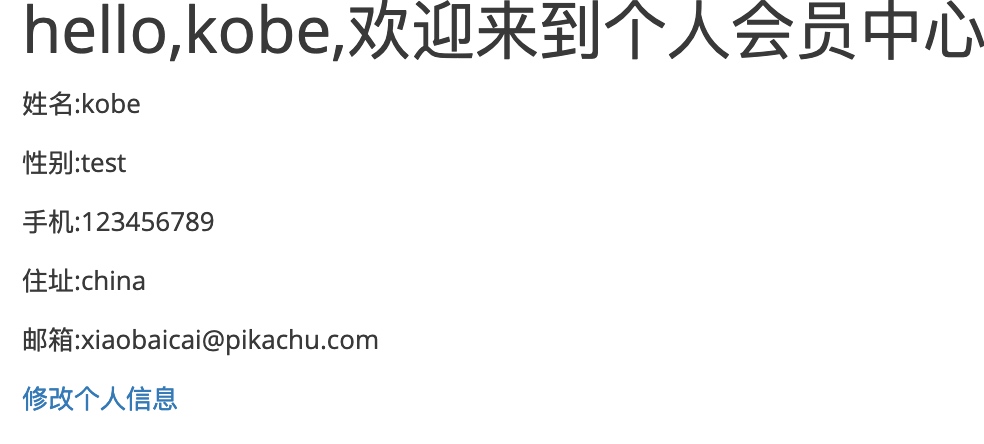 hello,kobe,欢迎来到个人会员中心
姓名:kobe
性别:test
手机:123456789
住址:china
邮箱:xiaobaicai@pikachu.com
修改个人信息